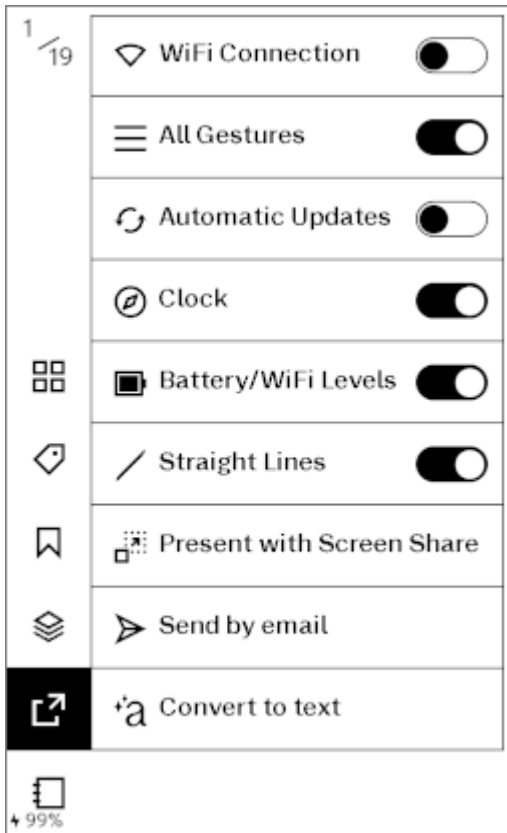 1/19
WiFi Connection
All Gestures
Automatic Updates
Clock
Battery/WiFi Levels
Straight Lines
Present with Screen Share
Send by email
a Convert to text
99%